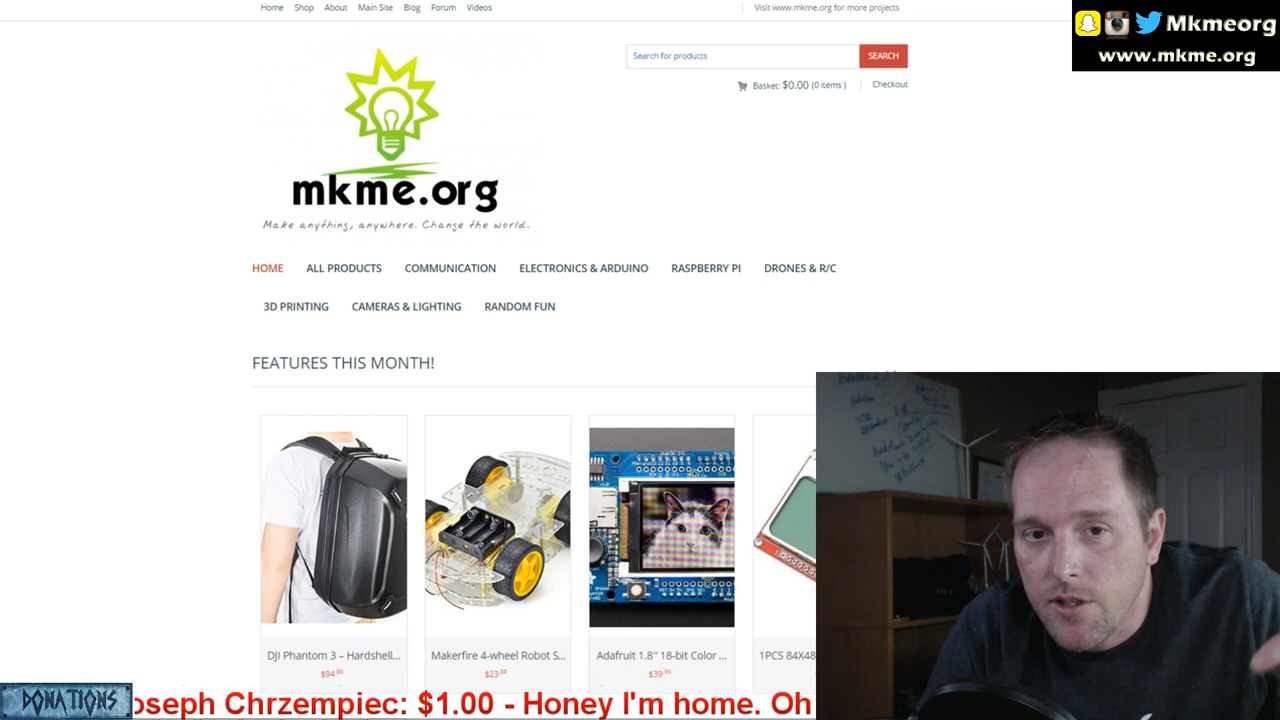 Home Shop About Main Site Blog Forum Videos
Visit www.mkme.org for more projects
Mkmeorg
www.mkme.org
Search for products
SEARCH
Basket: $0.00 (0 items )
Checkout
mkme.org
Make anything, anywhere. Change the world.
HOME ALL PRODUCTS COMMUNICATION ELECTRONICS & ARDUINO RASPBERRY PI DRONES & R/C
3D PRINTING CAMERAS & LIGHTING RANDOM FUN
FEATURES THIS MONTH!
DJI Phantom 3 – Hardshell...
Makerfire 4-wheel Robot S...
Adafruit 1.8" 18-bit Color ...
1PCS 84X48
$94.88
$23.88
$39.99
DONATIONS
oseph Chrzempiec: $1.00 - Honey I'm home. Oh